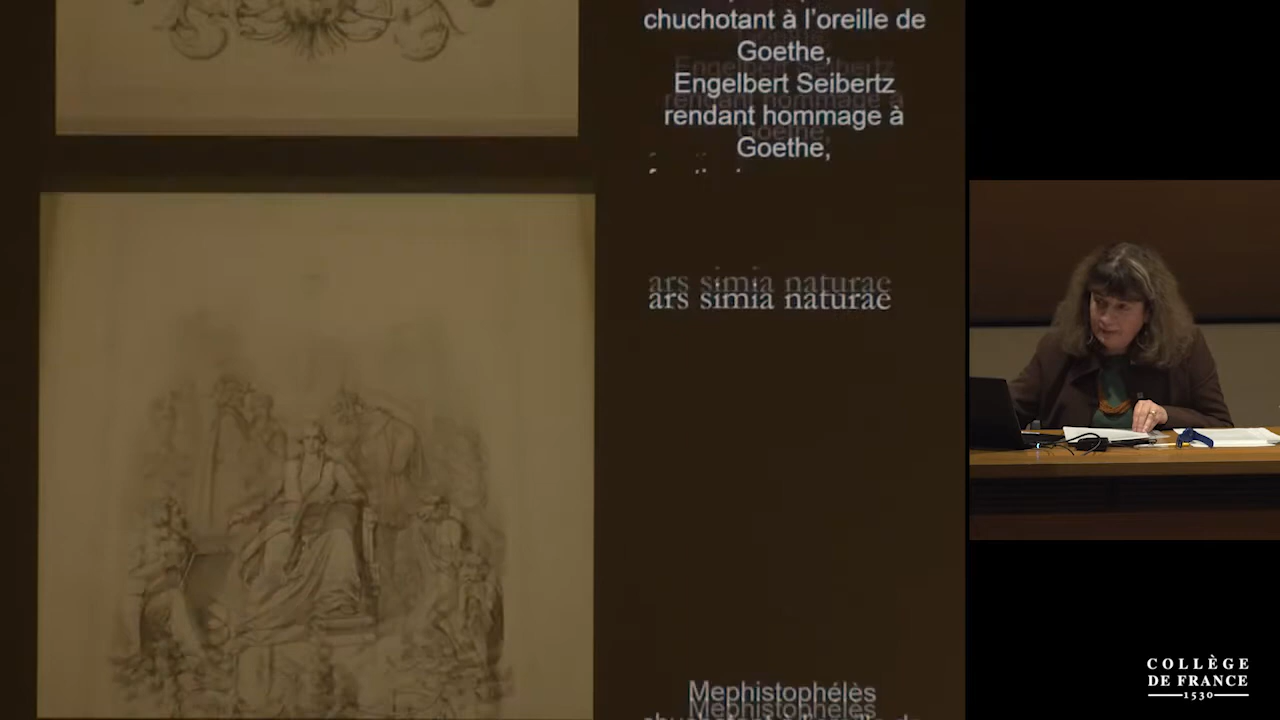 chuchotant à l'oreille de
Goethe,
Engelbert Seibertz
rendant hommage à
Goethe,
ars simia naturae
Mephistophélès
COLLÈGE
DE FRANCE
1530